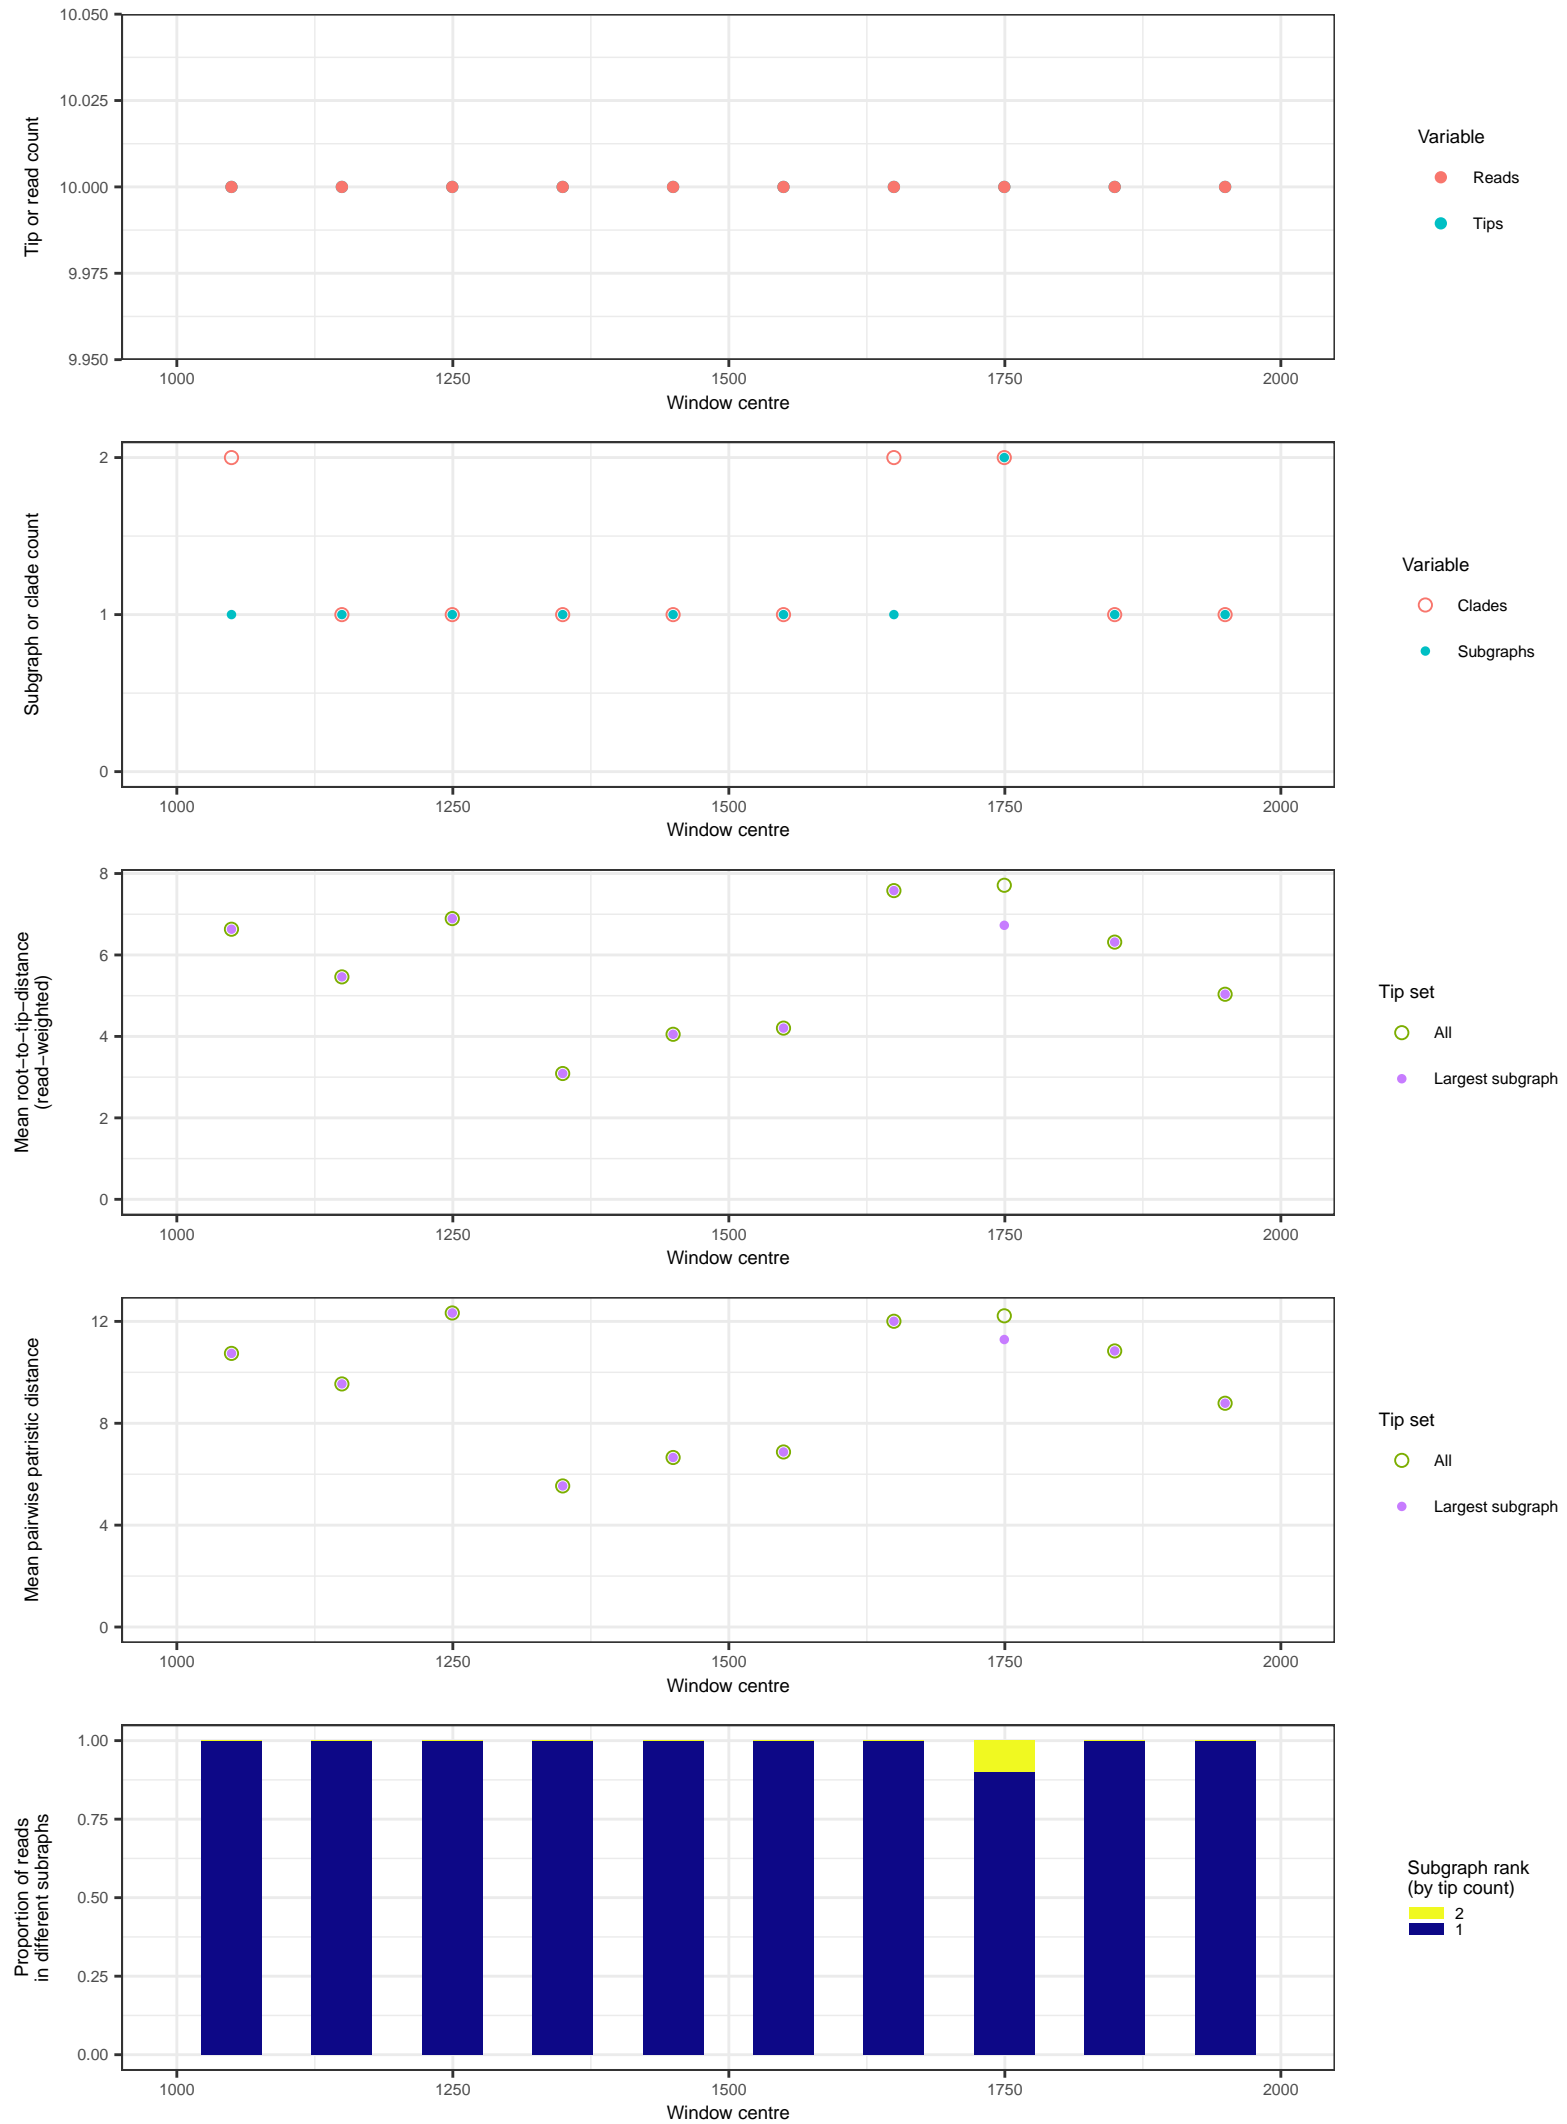 10.050
10.025
10.000
9.975
9.950
Tip or read count
1000 1250 1500 1750 2000
Window centre
Variable
Reads
Tips
2
1
0
Subgraph or clade count
1000 1250 1500 1750 2000
Window centre
Variable
Clades
Subgraphs
8
6
4
2
0
Mean root−to−tip−distance
(read−weighted)
1000 1250 1500 1750 2000
Window centre
Tip set
All
Largest subgraph
12
8
4
0
Mean pairwise patristic distance
1000 1250 1500 1750 2000
Window centre
Tip set
All
Largest subgraph
1.00
0.75
0.50
0.25
0.00
Proportion of reads
in different subraphs
1000 1250 1500 1750 2000
Window centre
Subgraph rank
(by tip count)
2
1